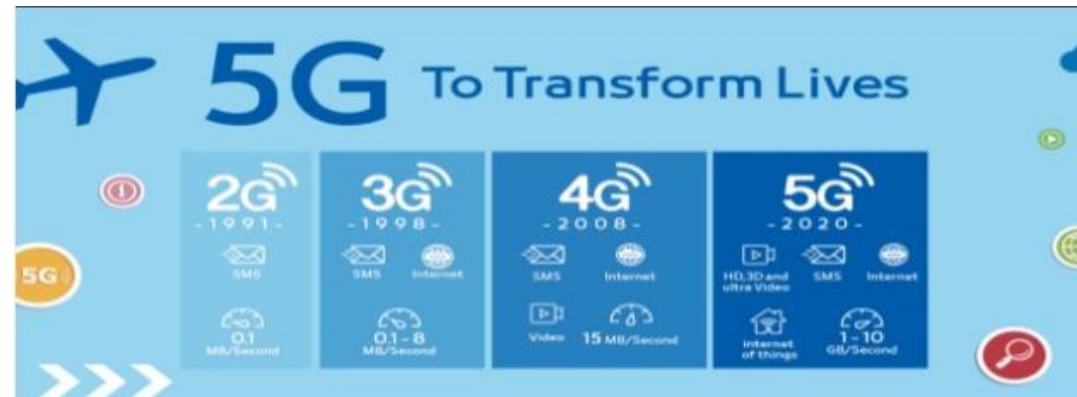 5G To Transform Lives
2G
-1991-
SMS
0.1
MB/Second
3G
-1998-
SMS Internet
0.1-8
MB/Second
4G
-2008-
SMS Internet
Video 15 MB/Second
5G
-2020-
HD,3D and
ultra Video
SMS Internet
internet
of things
1-10
GB/Second
5G